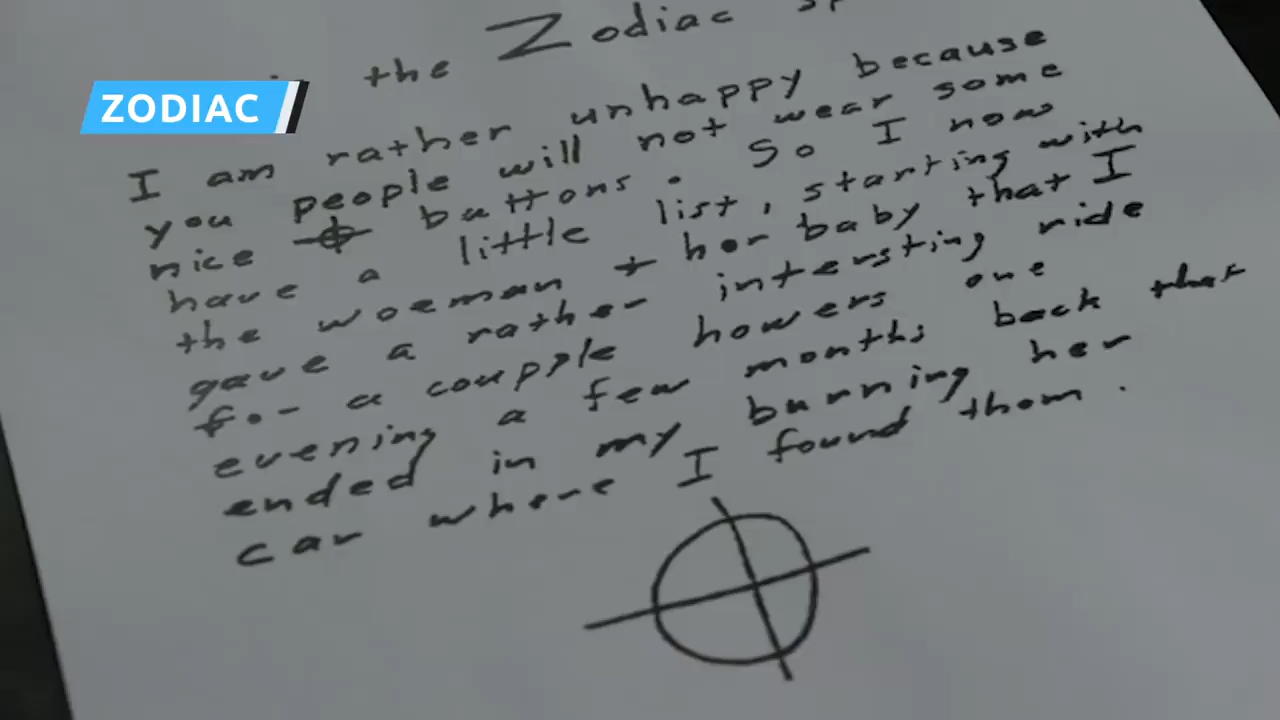 ZODIAC
the Zodiac sp
I am rather unhappy because
you people will not wear some
nice ⌖ buttons. So I now
have a little list, starting with
the woeman + her baby that I
gave a rather intersting ride
for a coupple howers one
evening a few months back that
ended in my burning her
car where I found them.